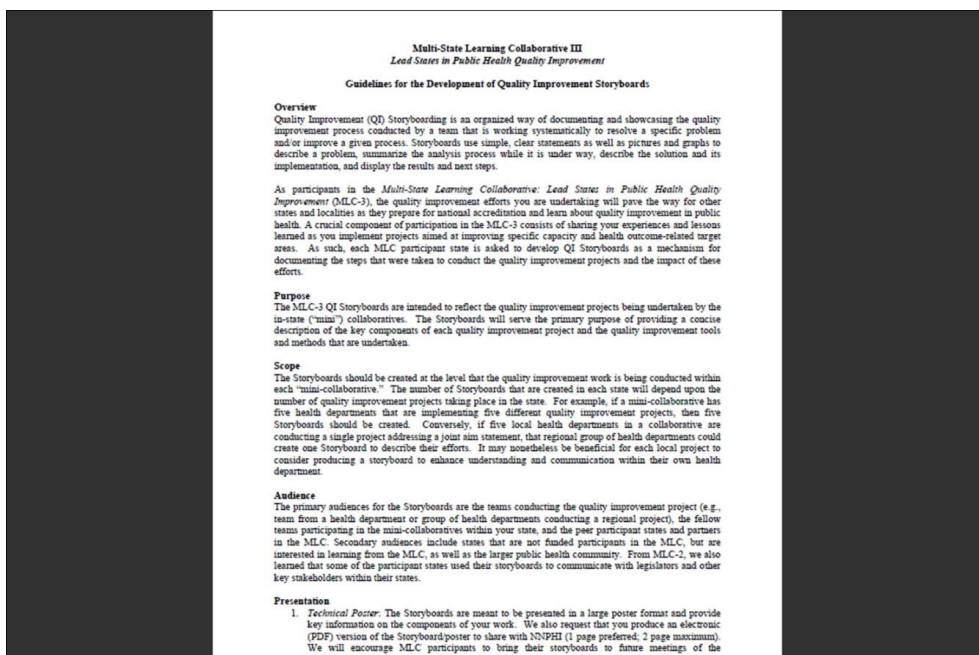 Multi-State Learning Collaborative III
Lead States in Public Health Quality Improvement
Guidelines for the Development of Quality Improvement Storyboards
Overview
Quality Improvement (QI) Storyboarding is an organized way of documenting and showcasing the quality
improvement process conducted by a team that is working systematically to resolve a specific problem
and/or improve a given process. Storyboards use simple, clear statements as well as pictures and graphs to
describe a problem, summarize the analysis process while it is under way, describe the solution and its
implementation, and display the results and next steps.
As participants in the Multi-State Learning Collaborative: Lead States in Public Health Quality
Improvement (MLC-3), the quality improvement efforts you are undertaking will pave the way for other
states and localities as they prepare for national accreditation and learn about quality improvement in public
health. A crucial component of participation in the MLC-3 consists of sharing your experiences and lessons
learned as you implement projects aimed at improving specific capacity and health outcome-related target
areas. As such, each MLC participant state is asked to develop QI Storyboards as a mechanism for
documenting the steps that were taken to conduct the quality improvement projects and the impact of these
efforts.
Purpose
The MLC-3 QI Storyboards are intended to reflect the quality improvement projects being undertaken by the
in-state ("mini") collaboratives. The Storyboards will serve the primary purpose of providing a concise
description of the key components of each quality improvement project and the quality improvement tools
and methods that are undertaken.
Scope
The Storyboards should be created at the level that the quality improvement work is being conducted within
each "mini-collaborative." The number of Storyboards that are created in each state will depend upon the
number of quality improvement projects taking place in the state. For example, if a mini-collaborative has
five health departments that are implementing five different quality improvement projects, then five
Storyboards should be created. Conversely, if five local health departments in a collaborative are
conducting a single project addressing a joint aim statement, that regional group of health departments could
create one Storyboard to describe their efforts. It may nonetheless be beneficial for each local project to
consider producing a storyboard to enhance understanding and communication within their own health
department.
Audience
The primary audiences for the Storyboards are the teams conducting the quality improvement project (e.g.,
team from a health department or group of health departments conducting a regional project), the fellow
teams participating in the mini-collaboratives within your state, and the peer participant states and partners
in the MLC. Secondary audiences include states that are not funded participants in the MLC, but are
interested in learning from the MLC, as well as the larger public health community. From MLC-2, we also
learned that some of the participant states used their storyboards to communicate with legislators and other
key stakeholders within their states.
Presentation
1. Technical Poster: The Storyboards are meant to be presented in a large poster format and provide
key information on the components of your work. We also request that you produce an electronic
(PDF) version of the Storyboard/poster to share with NNPHI (1 page preferred; 2 page maximum).
We will encourage MLC participants to bring their storyboards to future meetings of the